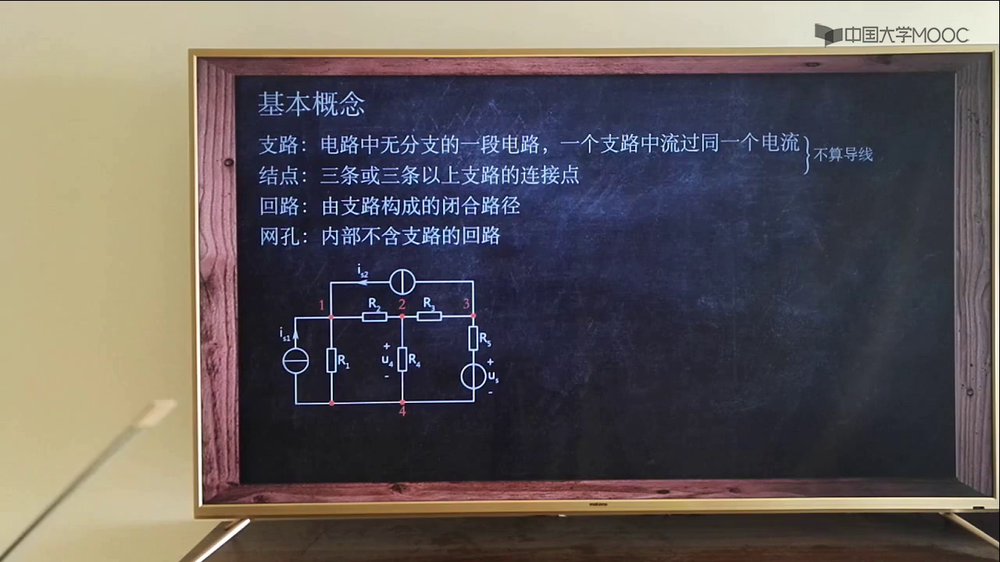 中国大学MOOC
基本概念
支路：电路中无分支的一段电路，一个支路中流过同一个电流
不算导线
结点：三条或三条以上支路的连接点
回路：由支路构成的闭合路径
网孔：内部不含支路的回路
is2
1 R2 2 R3 3
is1
R1
+ u4 - R4
R5
+ us -
4